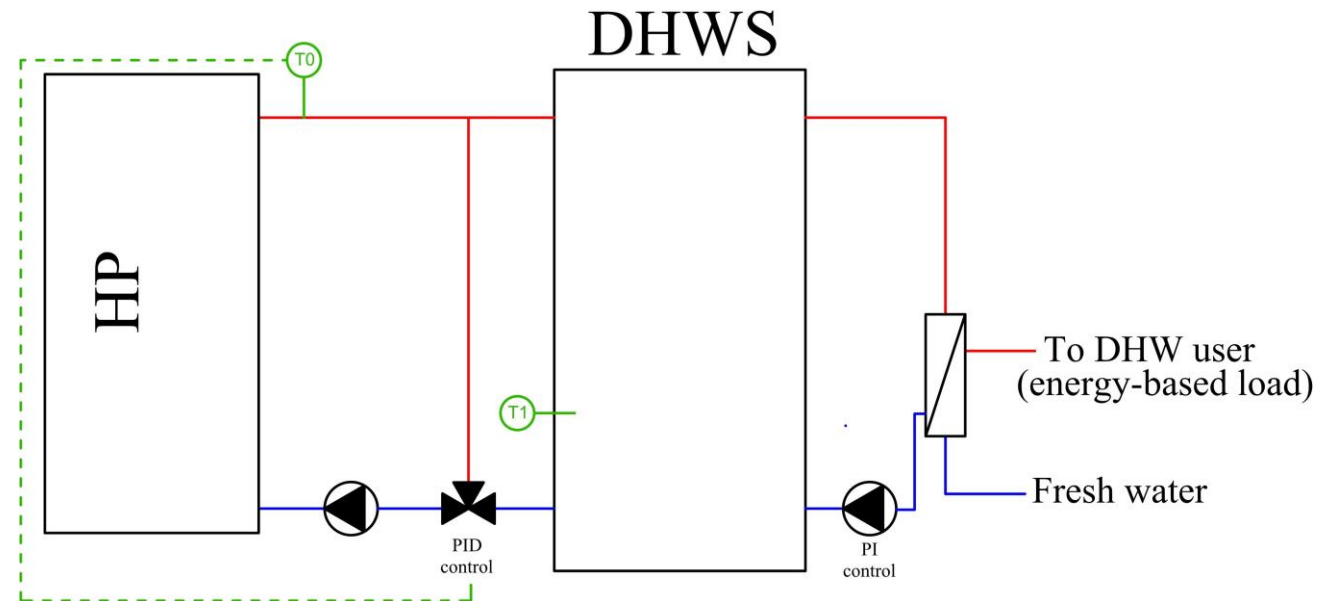 DHWS
T0
HP
T1
To DHW user
(energy-based load)
Fresh water
PID
control
PI
control